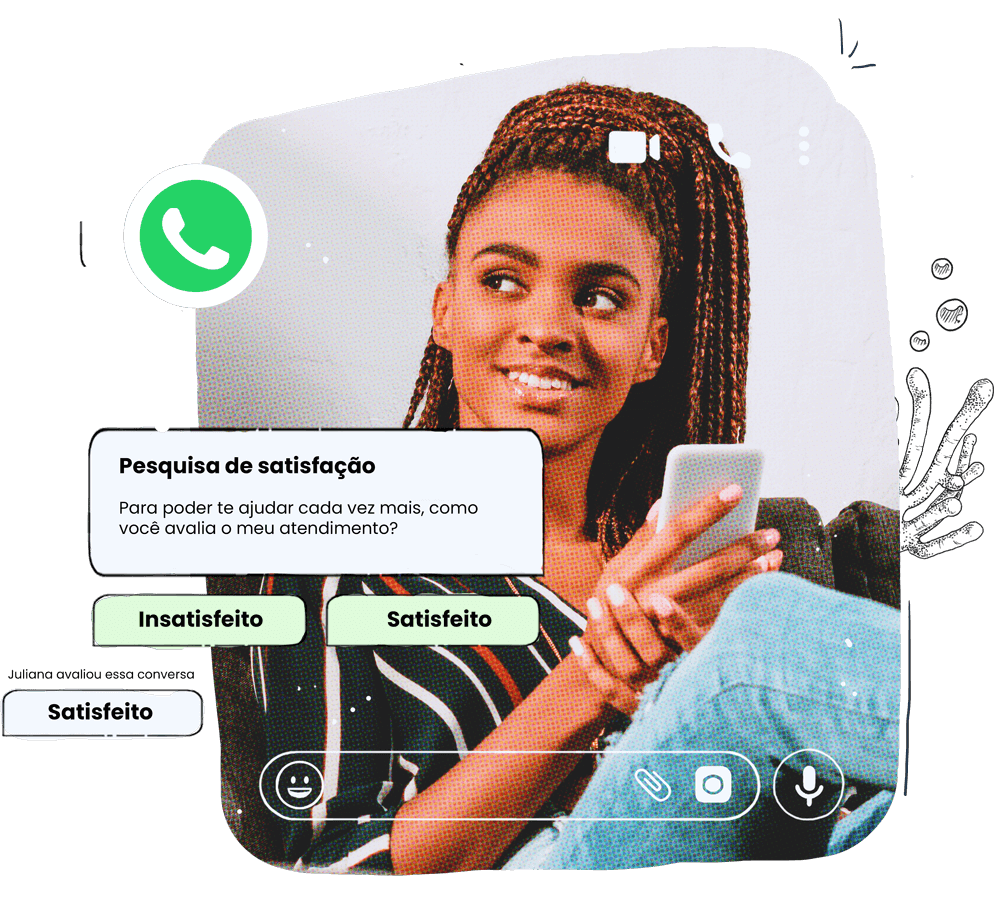 Pesquisa de satisfação
Para poder te ajudar cada vez mais, como
você avalia o meu atendimento?
Insatisfeito
Satisfeito
Juliana avaliou essa conversa
Satisfeito